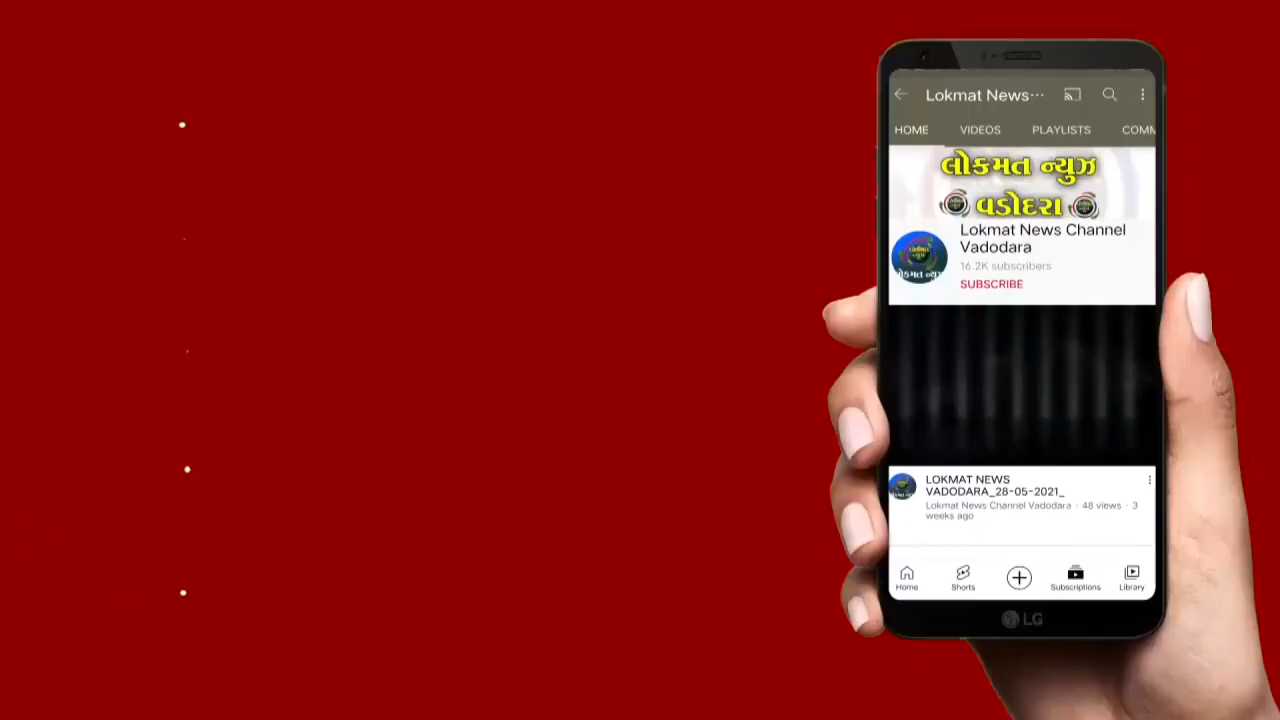 Lokmat News...
HOME VIDEOS PLAYLISTS COMM
લોકમત ન્યુઝ
વડોદરા
Lokmat News Channel
Vadodara
16.2K subscribers
SUBSCRIBE
લોકમત ન્યુઝ
LOKMAT NEWS
VADODARA_28-05-2021_
Lokmat News Channel Vadodara · 48 views · 3
weeks ago
Home Shorts Subscriptions Library
LG